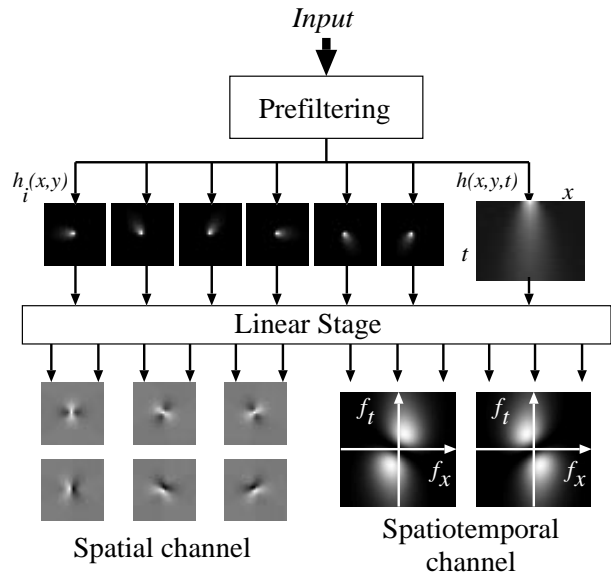 Input
Prefiltering
h_i(x,y)
h(x,y,t)
x
t
Linear Stage
f_t
f_x
f_t
f_x
Spatial channel
Spatiotemporal
channel